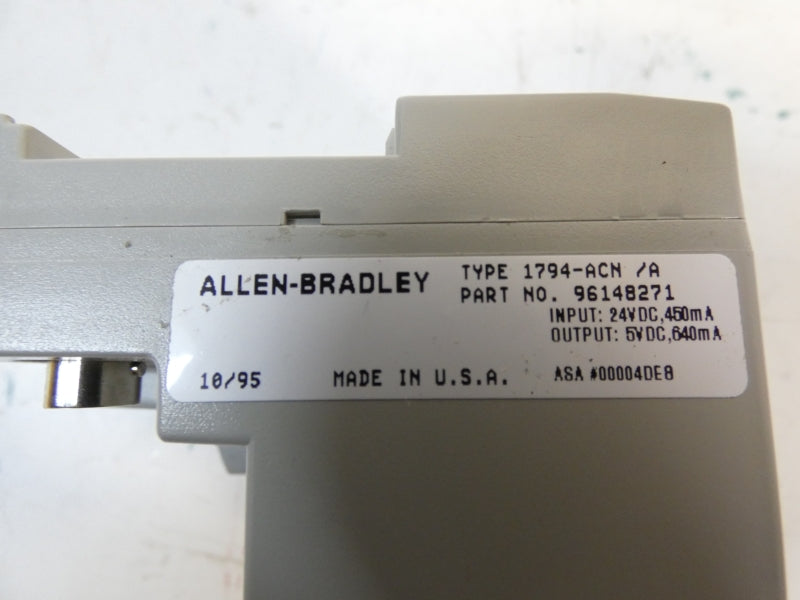 ALLEN-BRADLEY
TYPE 1794-ACN /A
PART NO. 96148271
INPUT: 24VDC,450mA
OUTPUT: 5VDC,640mA
10/95 MADE IN U.S.A. ASA #00004DE8